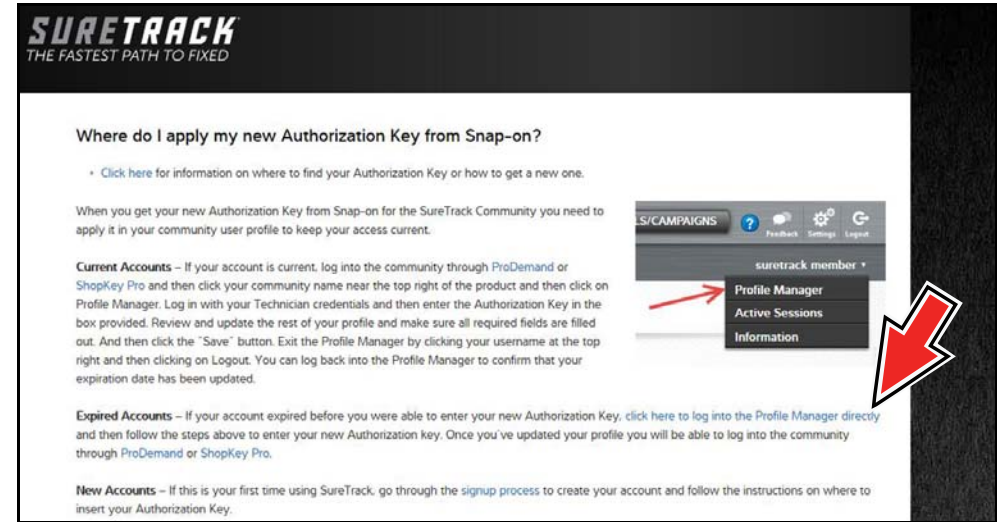 SURETRACK
THE FASTEST PATH TO FIXED
Where do I apply my new Authorization Key from Snap-on?
• Click here for information on where to find your Authorization Key or how to get a new one.
When you get your new Authorization Key from Snap-on for the SureTrack Community you need to
apply it in your community user profile to keep your access current.
Current Accounts – If your account is current, log into the community through ProDemand or
ShopKey Pro and then click your community name near the top right of the product and then click on
Profile Manager. Log in with your Technician credentials and then enter the Authorization Key in the
box provided. Review and update the rest of your profile and make sure all required fields are filled
out. And then click the ¨Save¨ button. Exit the Profile Manager by clicking your username at the top
right and then clicking on Logout. You can log back into the Profile Manager to confirm that your
expiration date has been updated.
LS/CAMPAIGNS ? Feedback Settings Logout
suretrack member
Profile Manager
Active Sessions
Information
Expired Accounts – If your account expired before you were able to enter your new Authorization Key, click here to log into the Profile Manager directly
and then follow the steps above to enter your new Authorization key. Once you've updated your profile you will be able to log into the community
through ProDemand or ShopKey Pro.
New Accounts – If this is your first time using SureTrack, go through the signup process to create your account and follow the instructions on where to
insert your Authorization Key.